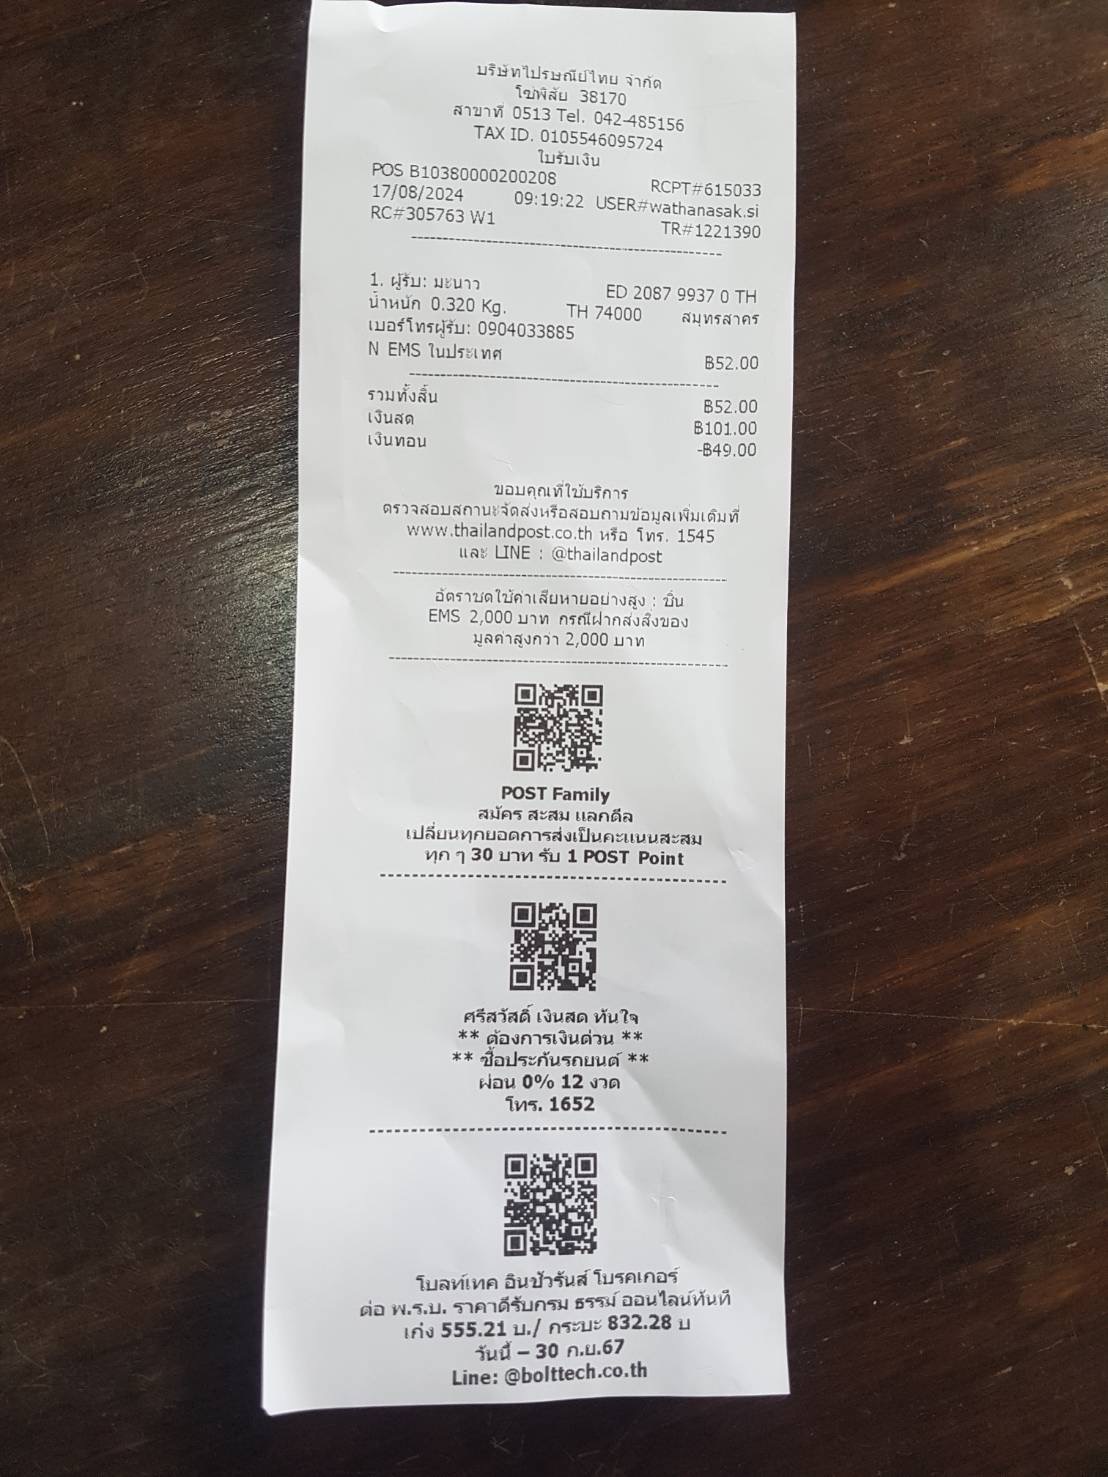 บริษัทไปรษณีย์ไทย จำกัด
โซ่พิสัย 38170
สาขาที่ 0513 Tel. 042-485156
TAX ID. 0105546095724
ใบรับเงิน
POS B10380000200208 RCPT#615033
17/08/2024 09:19:22 USER#wathanasak.si
RC#305763 W1 TR#1221390
1. ผู้รับ: มะนาว ED 2087 9937 0 TH
น้ำหนัก 0.320 Kg. TH 74000 สมุทรสาคร
เบอร์โทรผู้รับ: 0904033885
N EMS ในประเทศ ฿52.00
รวมทั้งสิ้น ฿52.00
เงินสด ฿101.00
เงินทอน -฿49.00
ขอบคุณที่ใช้บริการ
ตรวจสอบสถานะจัดส่งหรือสอบถามข้อมูลเพิ่มเติมที่
www.thailandpost.co.th หรือ โทร. 1545
และ LINE : @thailandpost
อัตราชดใช้ค่าเสียหายอย่างสูง : ชิ้น
EMS 2,000 บาท กรณีฝากส่งสิ่งของ
มูลค่าสูงกว่า 2,000 บาท
POST Family
สมัคร สะสม แลกดีล
เปลี่ยนทุกยอดการส่งเป็นคะแนนสะสม
ทุก ๆ 30 บาท รับ 1 POST Point
ศรีสวัสดิ์ เงินสด ทันใจ
** ต้องการเงินด่วน **
** ซื้อประกันรถยนต์ **
ผ่อน 0% 12 งวด
โทร. 1652
โบลท์เทค อินชัวรันส์ โบรคเกอร์
ต่อ พ.ร.บ. ราคาดีรับกรม ธรรม์ ออนไลน์ทันที
เก๋ง 555.21 บ./ กระบะ 832.28 บ
วันนี้ – 30 ก.ย.67
Line: @bolttech.co.th